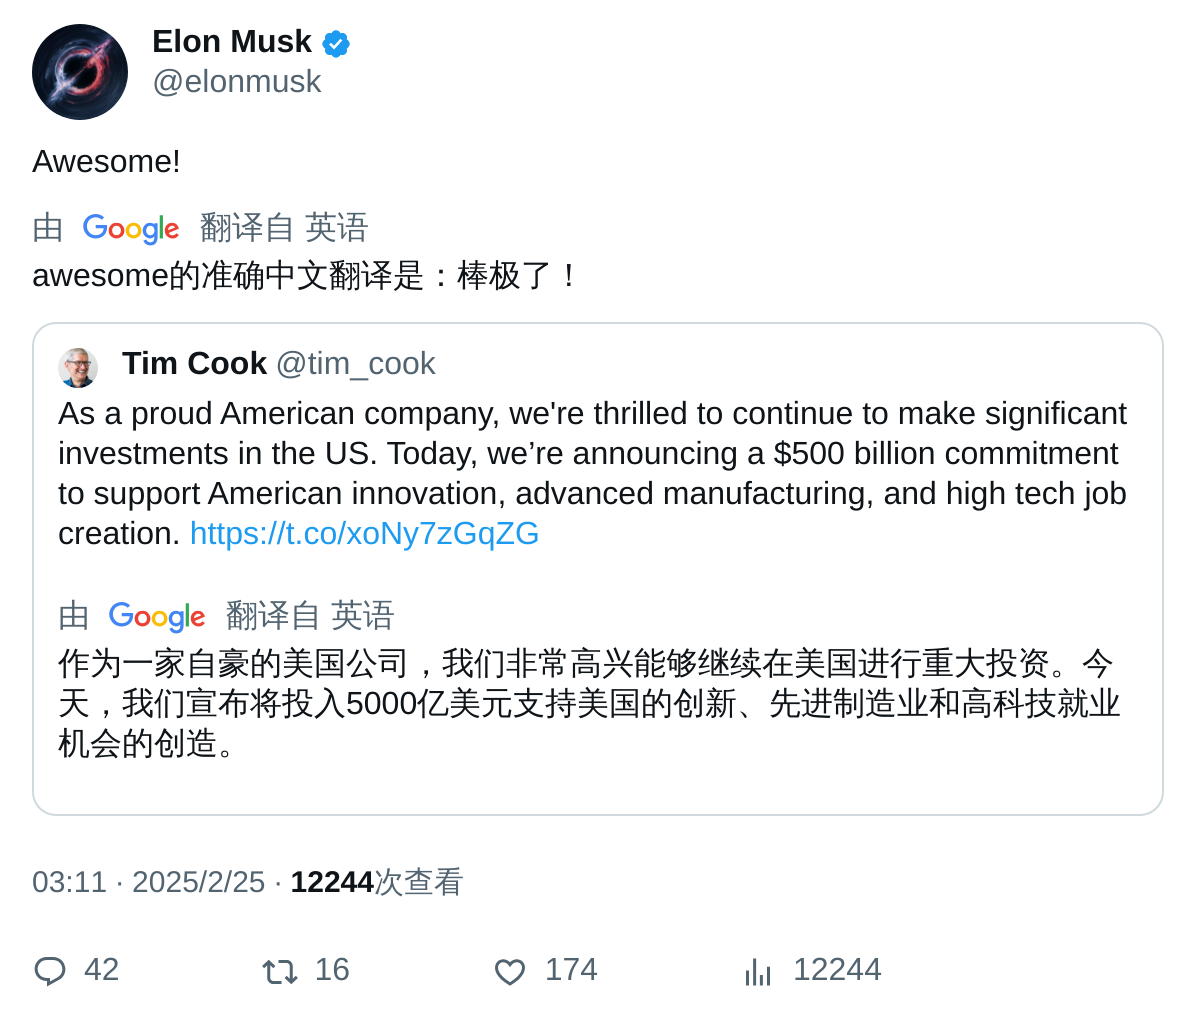 Elon Musk
@elonmusk
Awesome!
由 Google 翻译自 英语
awesome的准确中文翻译是：棒极了！
Tim Cook @tim_cook
As a proud American company, we're thrilled to continue to make significant
investments in the US. Today, we’re announcing a $500 billion commitment
to support American innovation, advanced manufacturing, and high tech job
creation. https://t.co/xoNy7zGqZG
由 Google 翻译自 英语
作为一家自豪的美国公司，我们非常高兴能够继续在美国进行重大投资。今
天，我们宣布将投入5000亿美元支持美国的创新、先进制造业和高科技就业
机会的创造。
03:11 · 2025/2/25 · 12244次查看
42 16 174 12244